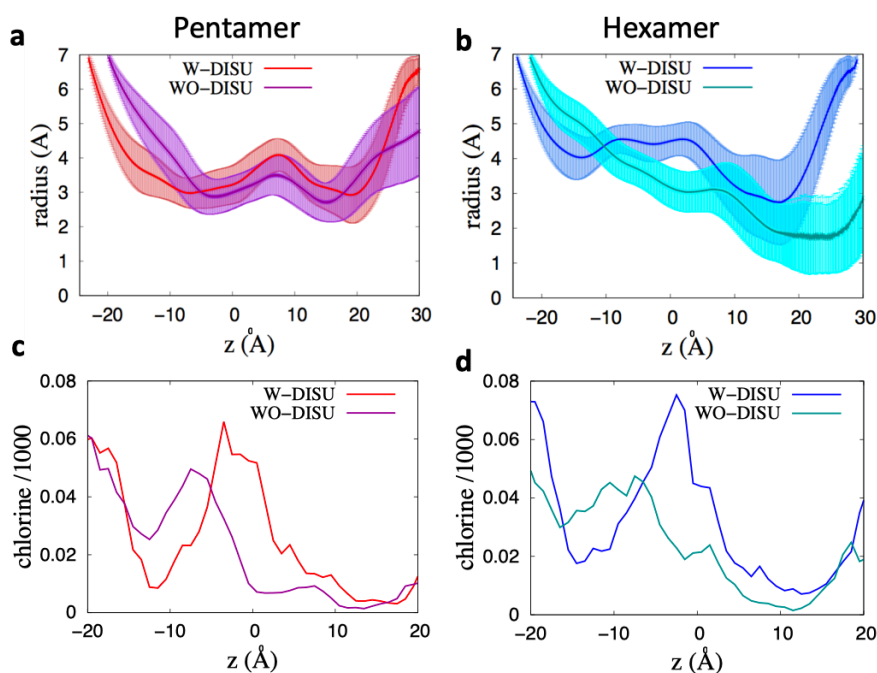 Pentamer
Hexamer
a
7
6
5
4
3
2
1
0
radius (A)
W-DISU
WO-DISU
-20
-10
0
10
20
30
z (Å)
b
7
6
5
4
3
2
1
0
radius (A)
W-DISU
WO-DISU
-20
-10
0
10
20
30
z (Å)
c
0.08
0.06
0.04
0.02
0
chlorine /1000
W-DISU
WO-DISU
-20
-10
0
10
20
z (Å)
d
0.08
0.06
0.04
0.02
0
chlorine /1000
W-DISU
WO-DISU
-20
-10
0
10
20
z (Å)